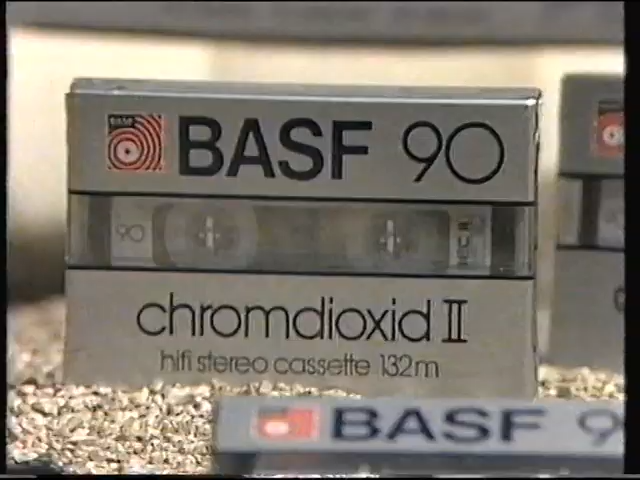 BASF 90
90
chromdioxid II
hifi stereo cassette 132m
BASF 9